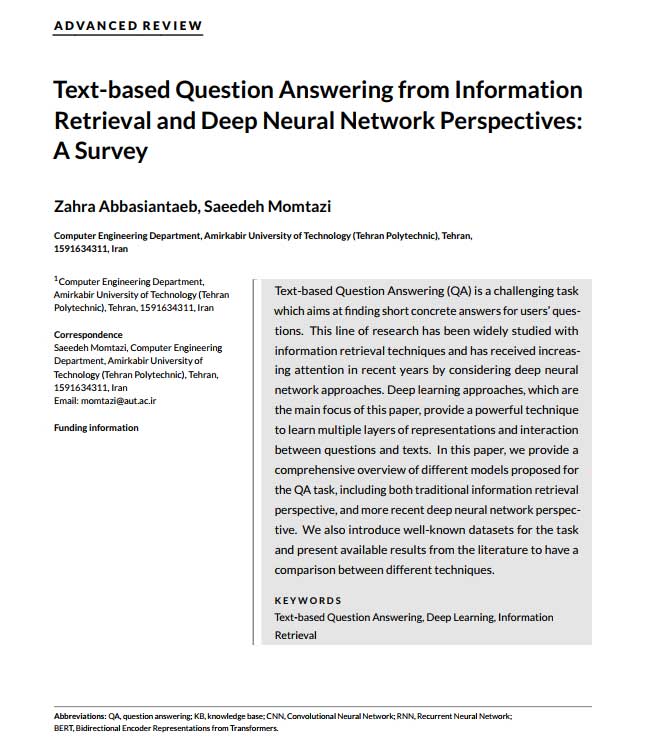 ADVANCED REVIEW
Text-based Question Answering from Information
Retrieval and Deep Neural Network Perspectives:
A Survey
Zahra Abbasiantaeb, Saeedeh Momtazi
Computer Engineering Department, Amirkabir University of Technology (Tehran Polytechnic), Tehran,
1591634311, Iran
1Computer Engineering Department,
Amirkabir University of Technology (Tehran
Polytechnic), Tehran, 1591634311, Iran
Correspondence
Saeedeh Momtazi, Computer Engineering
Department, Amirkabir University of
Technology (Tehran Polytechnic), Tehran,
1591634311, Iran
Email: momtazi@aut.ac.ir
Funding information
Text-based Question Answering (QA) is a challenging task
which aims at finding short concrete answers for users' ques-
tions. This line of research has been widely studied with
information retrieval techniques and has received increas-
ing attention in recent years by considering deep neural
network approaches. Deep learning approaches, which are
the main focus of this paper, provide a powerful technique
to learn multiple layers of representations and interaction
between questions and texts. In this paper, we provide a
comprehensive overview of different models proposed for
the QA task, including both traditional information retrieval
perspective, and more recent deep neural network perspec-
tive. We also introduce well-known datasets for the task
and present available results from the literature to have a
comparison between different techniques.
KEYWORDS
Text-based Question Answering, Deep Learning, Information
Retrieval
Abbreviations: QA, question answering; KB, knowledge base; CNN, Convolutional Neural Network; RNN, Recurrent Neural Network;
BERT, Bidirectional Encoder Representations from Transformers.